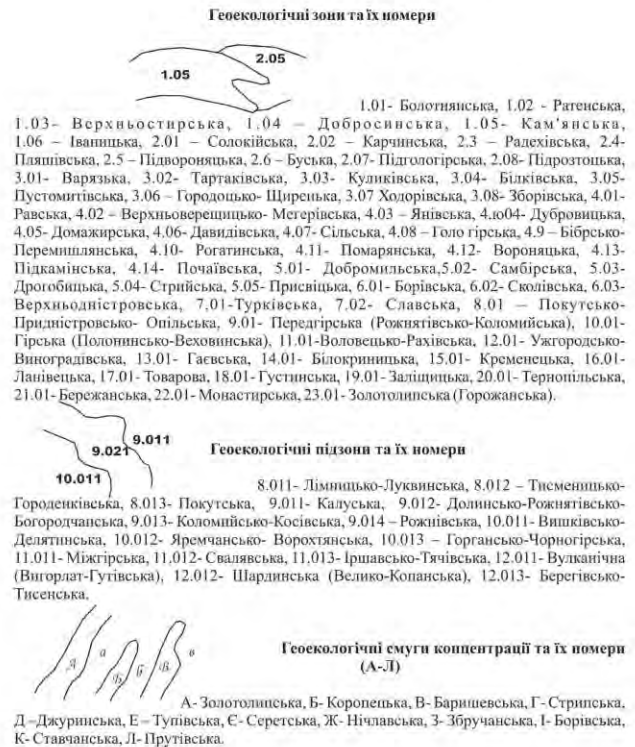 Геоекологічні зони та їх номери
2.05
1.05
1.01- Болотнянська, 1.02 - Ратенська,
1.03- Верхньостирська, 1.04 – Добросинська, 1.05- Кам'янська,
1.06 – Іваницька, 2.01 – Солокійська, 2.02 – Карчинська, 2.3 – Радехівська, 2.4-
Пляшівська, 2.5 – Підвороняцька, 2.6 – Буська, 2.07- Підгологірська, 2.08- Підрозтоцька,
3.01- Варязька, 3.02- Тартаківська, 3.03- Куликівська, 3.04- Білківська, 3.05-
Пустомитівська, 3.06 – Городоцько- Щиренька, 3.07 Ходорівська, 3.08- Зборівська, 4.01-
Равська, 4.02 – Верхньоверещицько- Мегерівська, 4.03 – Янівська, 4.ю04- Дубровицька,
4.05- Домажирська, 4.06- Давидівська, 4.07- Сільська, 4.08 – Голо гірська, 4.9 – Бібрсько-
Перемишлянська, 4.10- Рогатинська, 4.11- Помарянська, 4.12- Вороняцька, 4.13-
Підкамінська, 4.14- Почаївська, 5.01- Добромильська,5.02- Самбірська, 5.03-
Дрогобицька, 5.04- Стрийська, 5.05- Присвіцька, 6.01- Борівська, 6.02- Сколівська, 6.03-
Верхньодністровська, 7.01-Турківська, 7.02- Славська, 8.01 – Покутсько-
Придністровсько- Опільська, 9.01- Передгірська (Рожнятівсько-Коломийська), 10.01-
Гірська (Полонинсько-Веховинська), 11.01-Воловецько-Рахівська, 12.01- Ужгородсько-
Виноградівська, 13.01- Гаєвська, 14.01- Білокриницька, 15.01- Кременецька, 16.01-
Ланівецька, 17.01- Товарова, 18.01- Густинська, 19.01- Заліщицька, 20.01- Тернопільська,
21.01- Бережанська, 22.01- Монастирська, 23.01- Золотолипська (Горожанська).
9.011
9.021
10.011
Геоекологічні підзони та їх номери
8.011- Лімницько-Луквинська, 8.012 – Тисменицько-
Городенківська, 8.013- Покутська, 9.011- Калуська, 9.012- Долинсько-Рожнятівсько-
Богородчанська, 9.013- Коломийсько-Косівська, 9.014 – Рожнівська, 10.011- Вишківсько-
Делятинська, 10.012- Яремчансько- Ворохтянська, 10.013 – Горгансько-Чорногірська,
11.011- Міжгірська, 11.012- Свалявська, 11.013- Іршавсько-Тячівська, 12.011- Вулканічна
(Вигорлат-Гутівська), 12.012- Шардинська (Велико-Копанська), 12.013- Берегівсько-
Тисенська.
А а Б б В в
Геоекологічні смуги концентрації та їх номери
(А-Л)
А- Золотолипська, Б- Коропецька, В- Баришевська, Г- Стрипська,
Д –Джуринська, Е – Тупівська, Є- Серетська, Ж- Нічлавська, З- Збручанська, І- Борівська,
К- Ставчанська, Л- Прутівська.